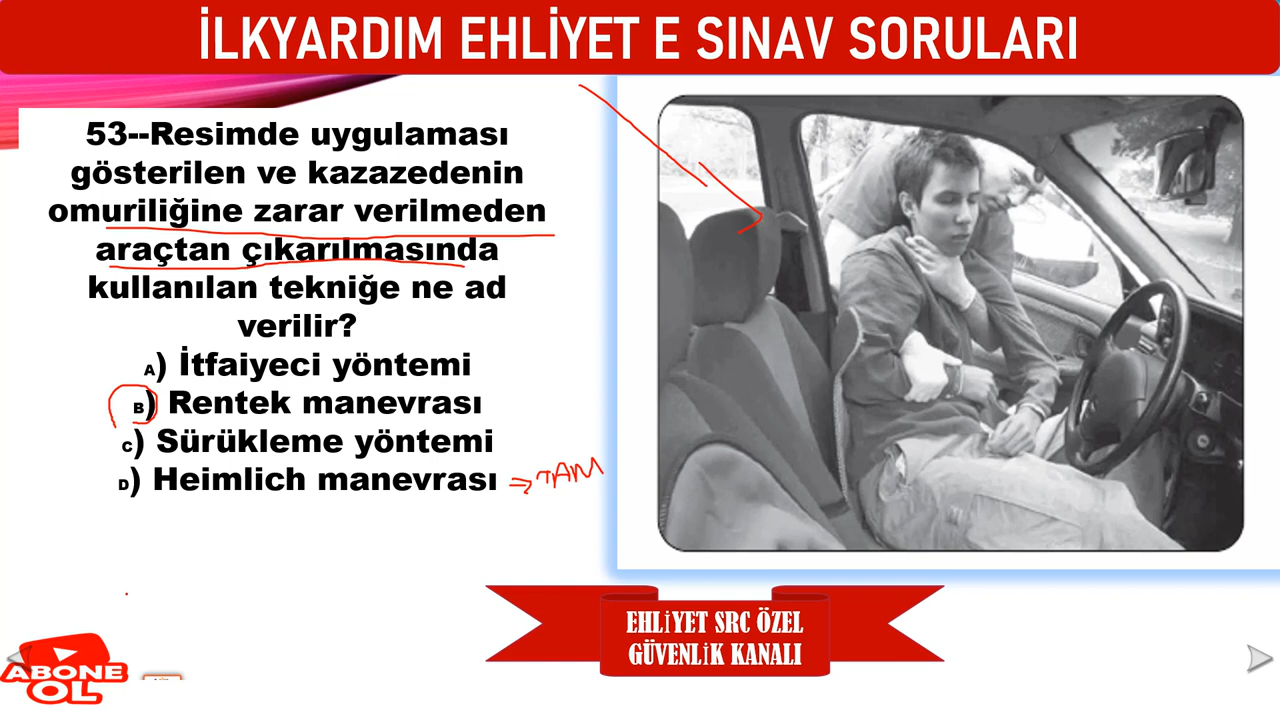 İLKYARDIM EHLİYET E SINAV SORULARI
53--Resimde uygulaması
gösterilen ve kazazedenin
omuriliğine zarar verilmeden
araçtan çıkarılmasında
kullanılan tekniğe ne ad
verilir?
A) İtfaiyeci yöntemi
B) Rentek manevrası
C) Sürükleme yöntemi
D) Heimlich manevrası ⇒ TAM
EHLİYET SRC ÖZEL
GÜVENLİK KANALI
ABONE
OL